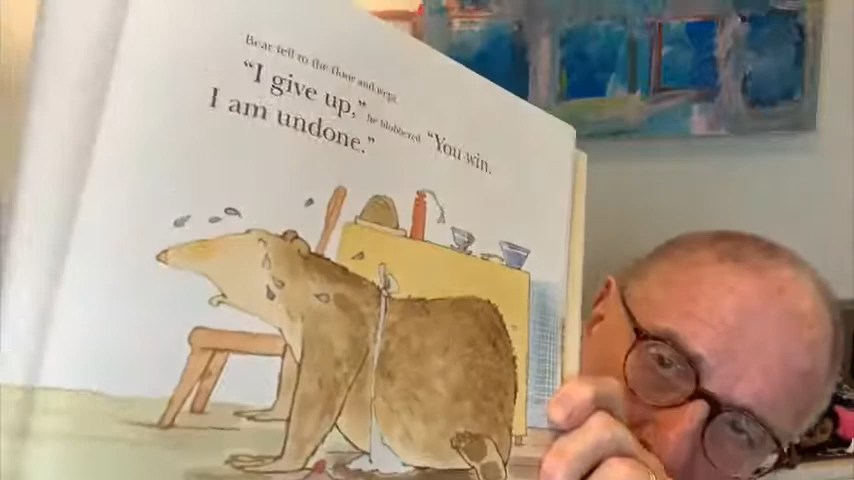 Bear fell to the floor and wept.
“I give up,” he blubbered “You win.
I am undone.”